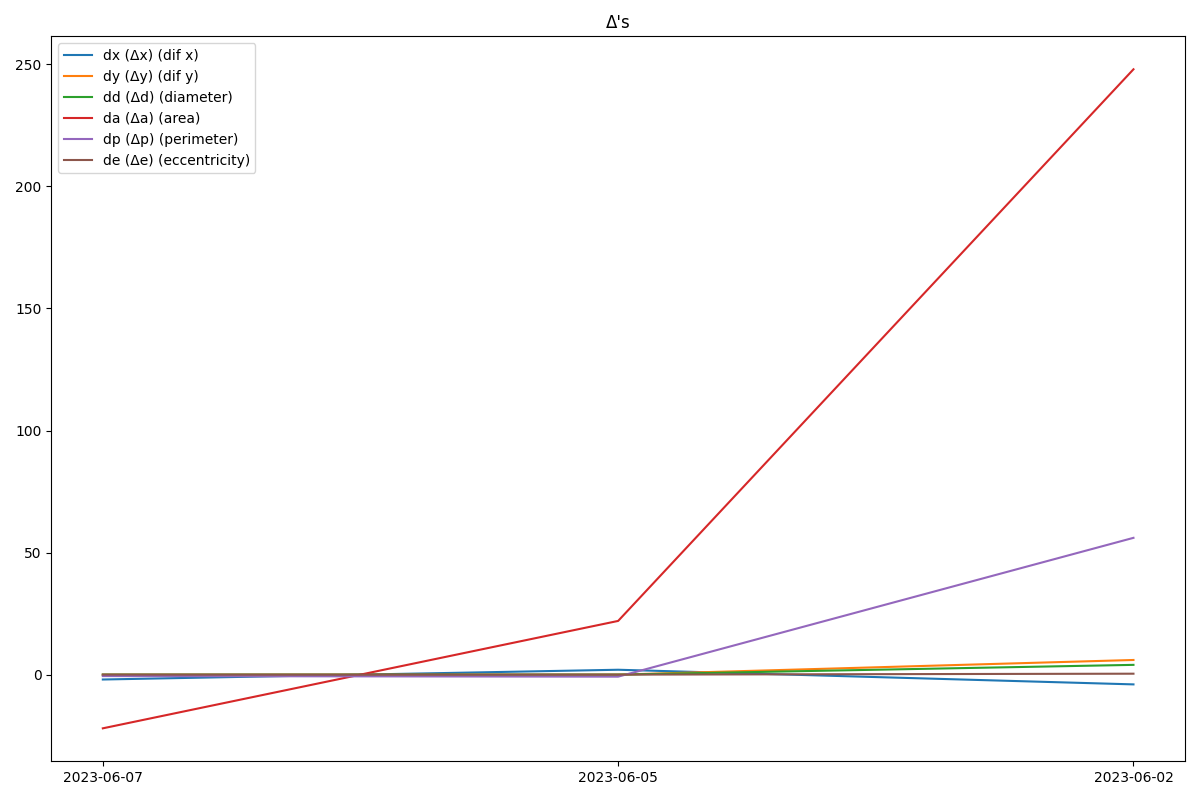 Δ's
dx (Δx) (dif x)
dy (Δy) (dif y)
dd (Δd) (diameter)
da (Δa) (area)
dp (Δp) (perimeter)
de (Δe) (eccentricity)
250
200
150
100
50
0
2023-06-07 2023-06-05 2023-06-02